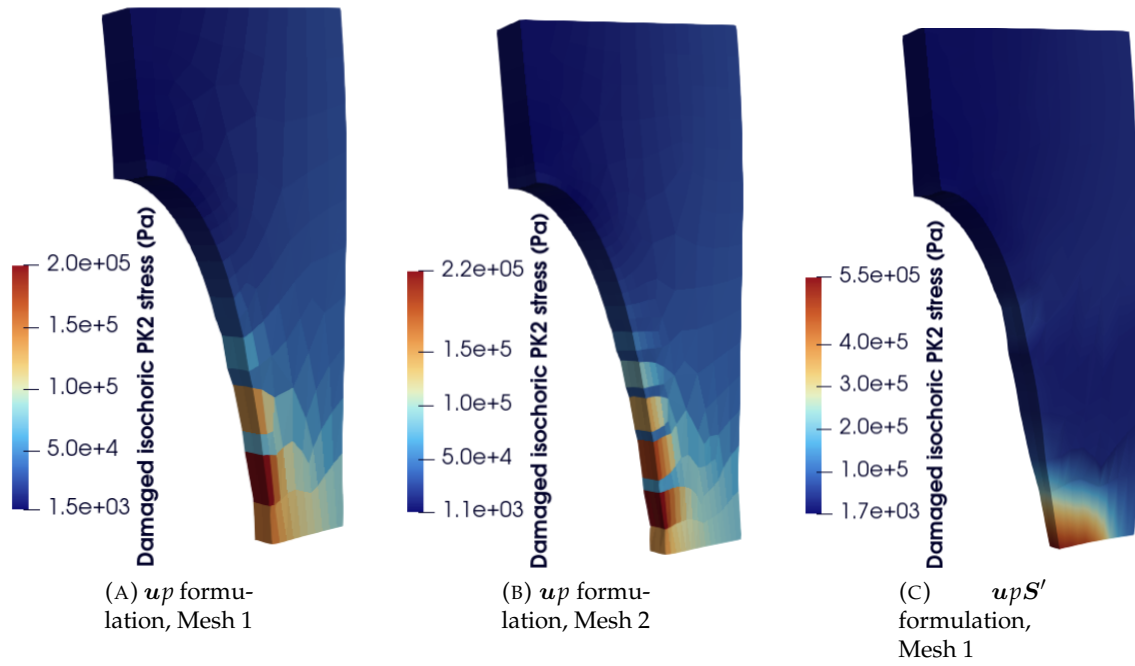 Damaged isochoric PK2 stress (Pa)
2.0e+05
1.5e+5
1.0e+5
5.0e+4
1.5e+03
(A) up formu-
lation, Mesh 1
Damaged isochoric PK2 stress (Pa)
2.2e+05
1.5e+5
1.0e+5
5.0e+4
1.1e+03
(B) up formu-
lation, Mesh 2
Damaged isochoric PK2 stress (Pa)
5.5e+05
4.0e+5
3.0e+5
2.0e+5
1.0e+5
1.7e+03
(C) upS′
formulation,
Mesh 1